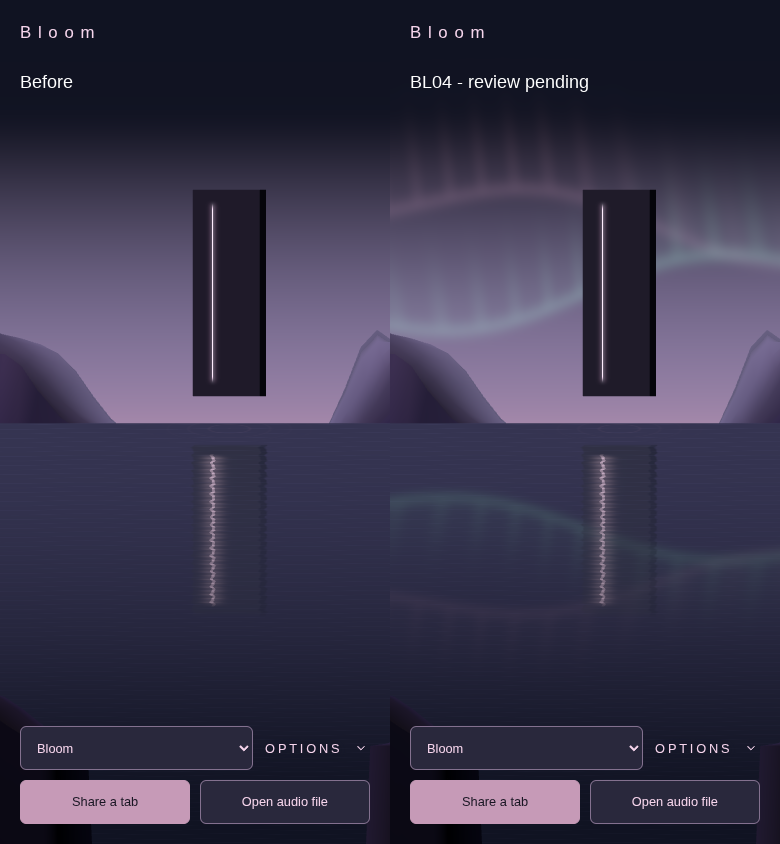 Bloom
Before
Bloom
OPTIONS
Share a tab
Open audio file
Bloom
BL04 - review pending
Bloom
OPTIONS
Share a tab
Open audio file